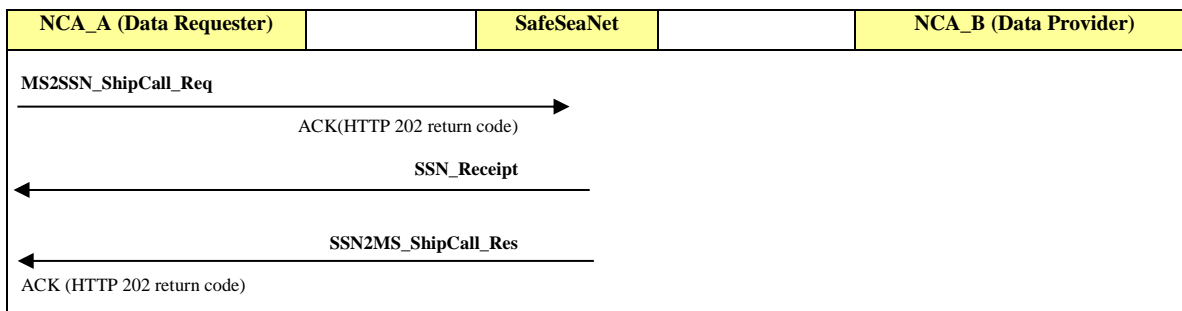 NCA_A (Data Requester) SafeSeaNet NCA_B (Data Provider)
MS2SSN_ShipCall_Req
ACK(HTTP 202 return code)
SSN_Receipt
SSN2MS_ShipCall_Res
ACK (HTTP 202 return code)